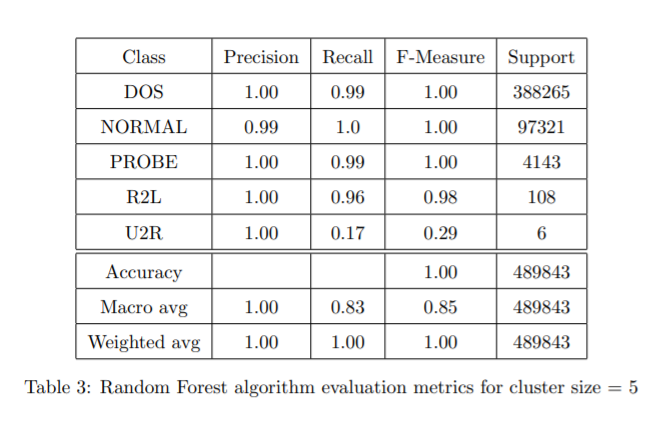 Class Precision Recall F-Measure Support
DOS 1.00 0.99 1.00 388265
NORMAL 0.99 1.0 1.00 97321
PROBE 1.00 0.99 1.00 4143
R2L 1.00 0.96 0.98 108
U2R 1.00 0.17 0.29 6
Accuracy 1.00 489843
Macro avg 1.00 0.83 0.85 489843
Weighted avg 1.00 1.00 1.00 489843
Table 3: Random Forest algorithm evaluation metrics for cluster size = 5